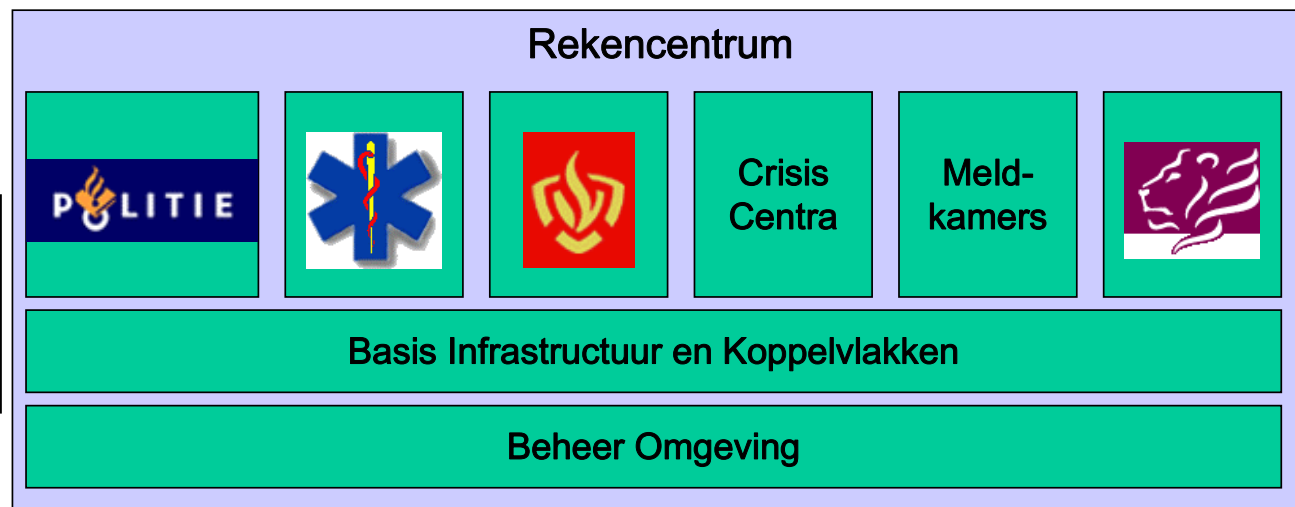 Rekencentrum
POLITIE
Crisis
Centra
Meld-
kamers
Basis Infrastructuur en Koppelvlakken
Beheer Omgeving